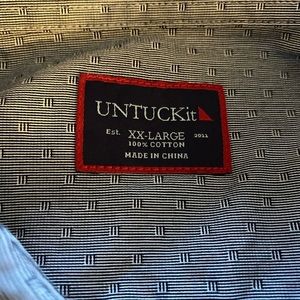 UNTUCKit
Est. XX-LARGE 2011
100% COTTON
MADE IN CHINA